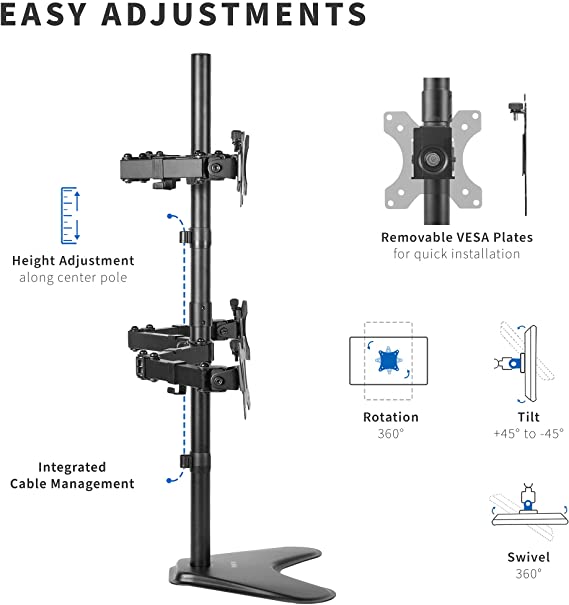 EASY ADJUSTMENTS
Height Adjustment
along center pole
Removable VESA Plates
for quick installation
Rotation
360°
Tilt
+45° to -45°
Integrated
Cable Management
Swivel
360°